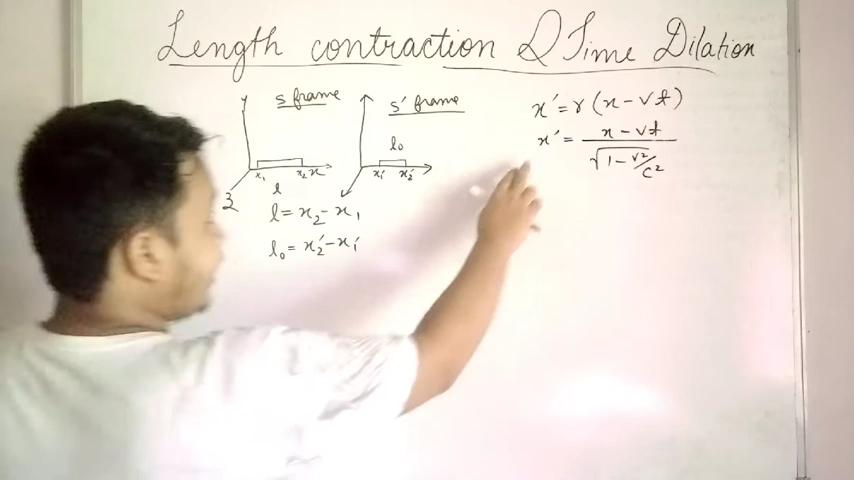 Length contraction & Time Dilation
y s frame
s' frame
l₀
x₁ x₂ x
x₁' x₂'
l
z
l = x₂ - x₁
l₀ = x₂' - x₁'
x' = γ (x - vt)
x' = x - vt / √1 - v²/c²